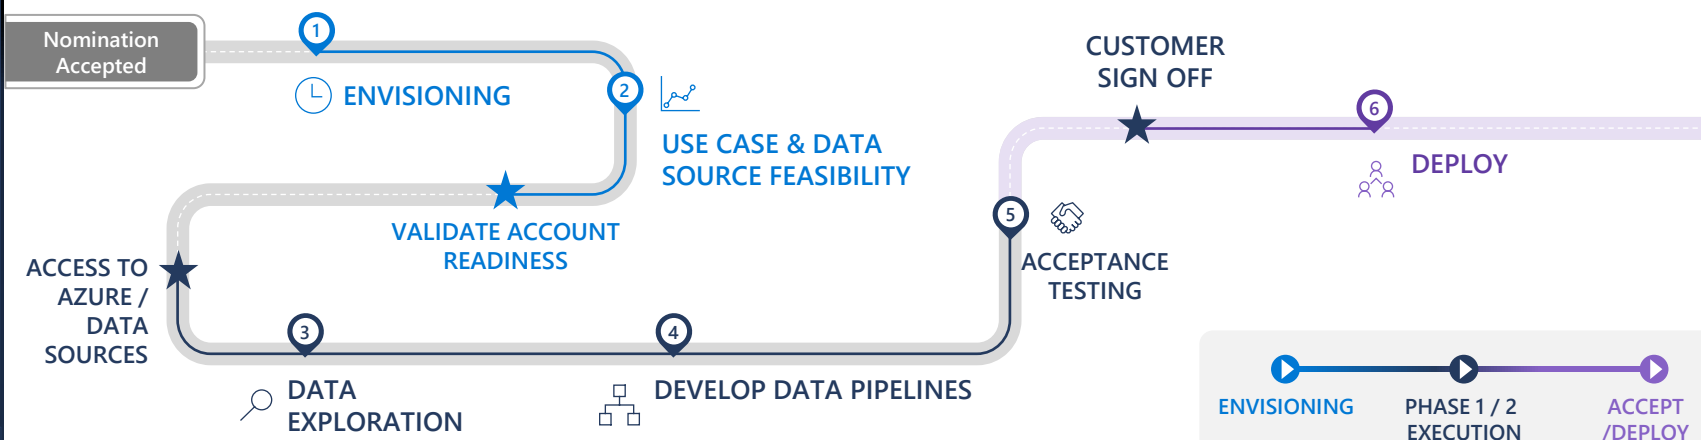 Nomination
Accepted
1
ENVISIONING
2
USE CASE & DATA
SOURCE FEASIBILITY
VALIDATE ACCOUNT
READINESS
ACCESS TO
AZURE /
DATA
SOURCES
3
DATA
EXPLORATION
4
DEVELOP DATA PIPELINES
5
ACCEPTANCE
TESTING
CUSTOMER
SIGN OFF
6
DEPLOY
ENVISIONING
PHASE 1 / 2
EXECUTION
ACCEPT
/DEPLOY